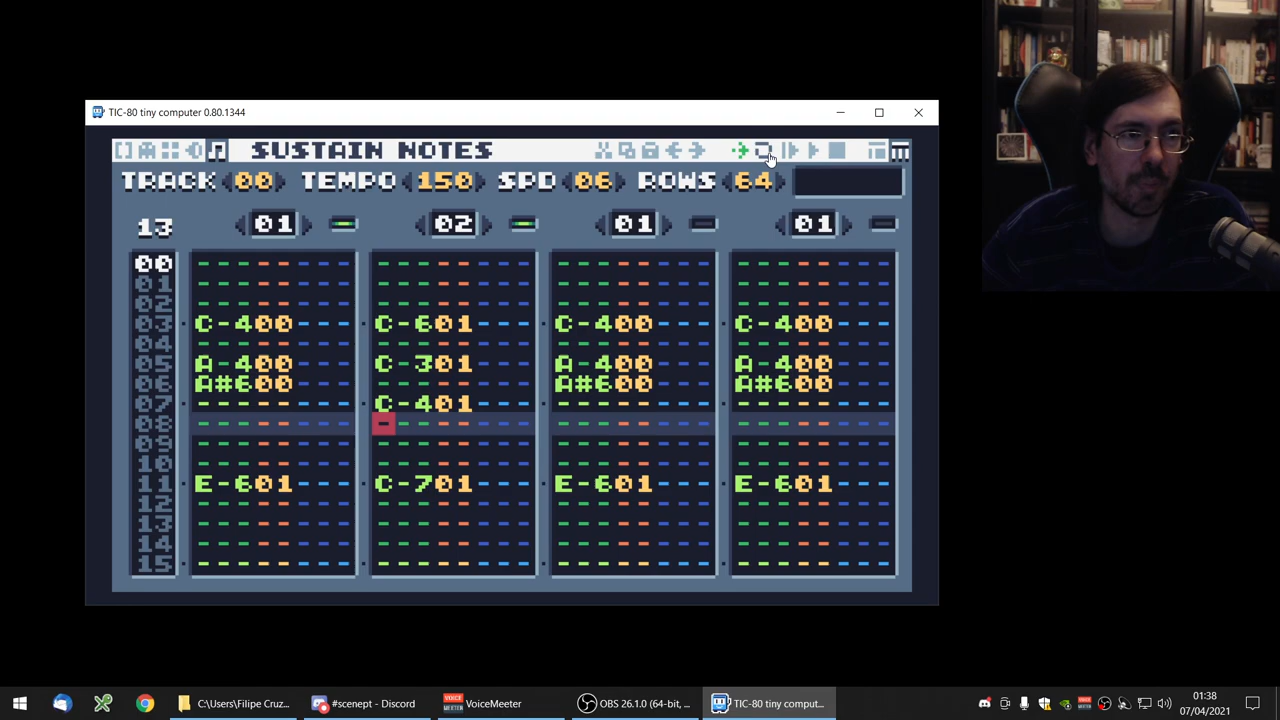 TIC-80 tiny computer 0.80.1344
SUSTAIN NOTES
TRACK 00 TEMPO 150 SPD 06 ROWS 64
13 01 02 01 01
00 -------- -------- -------- --------
01 -------- -------- -------- --------
02 -------- -------- -------- --------
03 C-400--- C-601--- C-400--- C-400---
04 -------- -------- -------- --------
05 A-400--- C-301--- A-400--- A-400---
06 A#600--- -------- A#600--- A#600---
07 -------- C-401--- -------- --------
08 -------- -------- -------- --------
09 -------- -------- -------- --------
10 -------- -------- -------- --------
11 E-601--- C-701--- E-601--- E-601---
12 -------- -------- -------- --------
13 -------- -------- -------- --------
14 -------- -------- -------- --------
15 -------- -------- -------- --------
C:\Users\Filipe Cruz... #scenept - Discord VOICE MEETER VoiceMeeter OBS 26.1.0 (64-bit, ... TIC-80 tiny comput... 01:38
07/04/2021